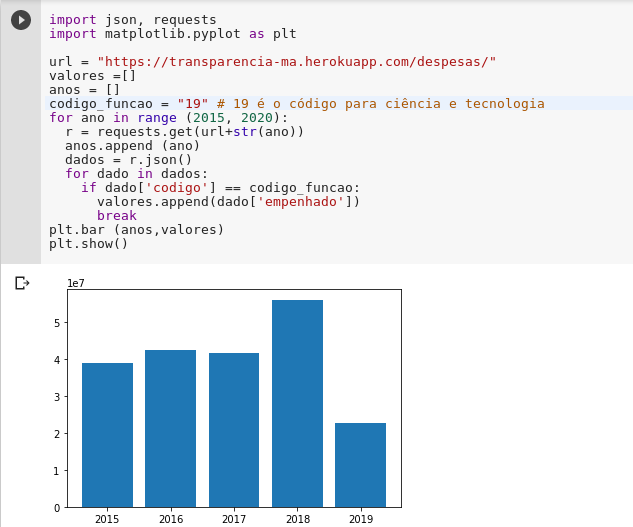 import json, requests
import matplotlib.pyplot as plt
url = "https://transparencia-ma.herokuapp.com/despesas/"
valores =[]
anos = []
codigo_funcao = "19" # 19 é o código para ciência e tecnologia
for ano in range (2015, 2020):
  r = requests.get(url+str(ano))
  anos.append (ano)
  dados = r.json()
  for dado in dados:
    if dado['codigo'] == codigo_funcao:
      valores.append(dado['empenhado'])
      break
plt.bar (anos,valores)
plt.show()
1e7
5
4
3
2
1
0
2015 2016 2017 2018 2019